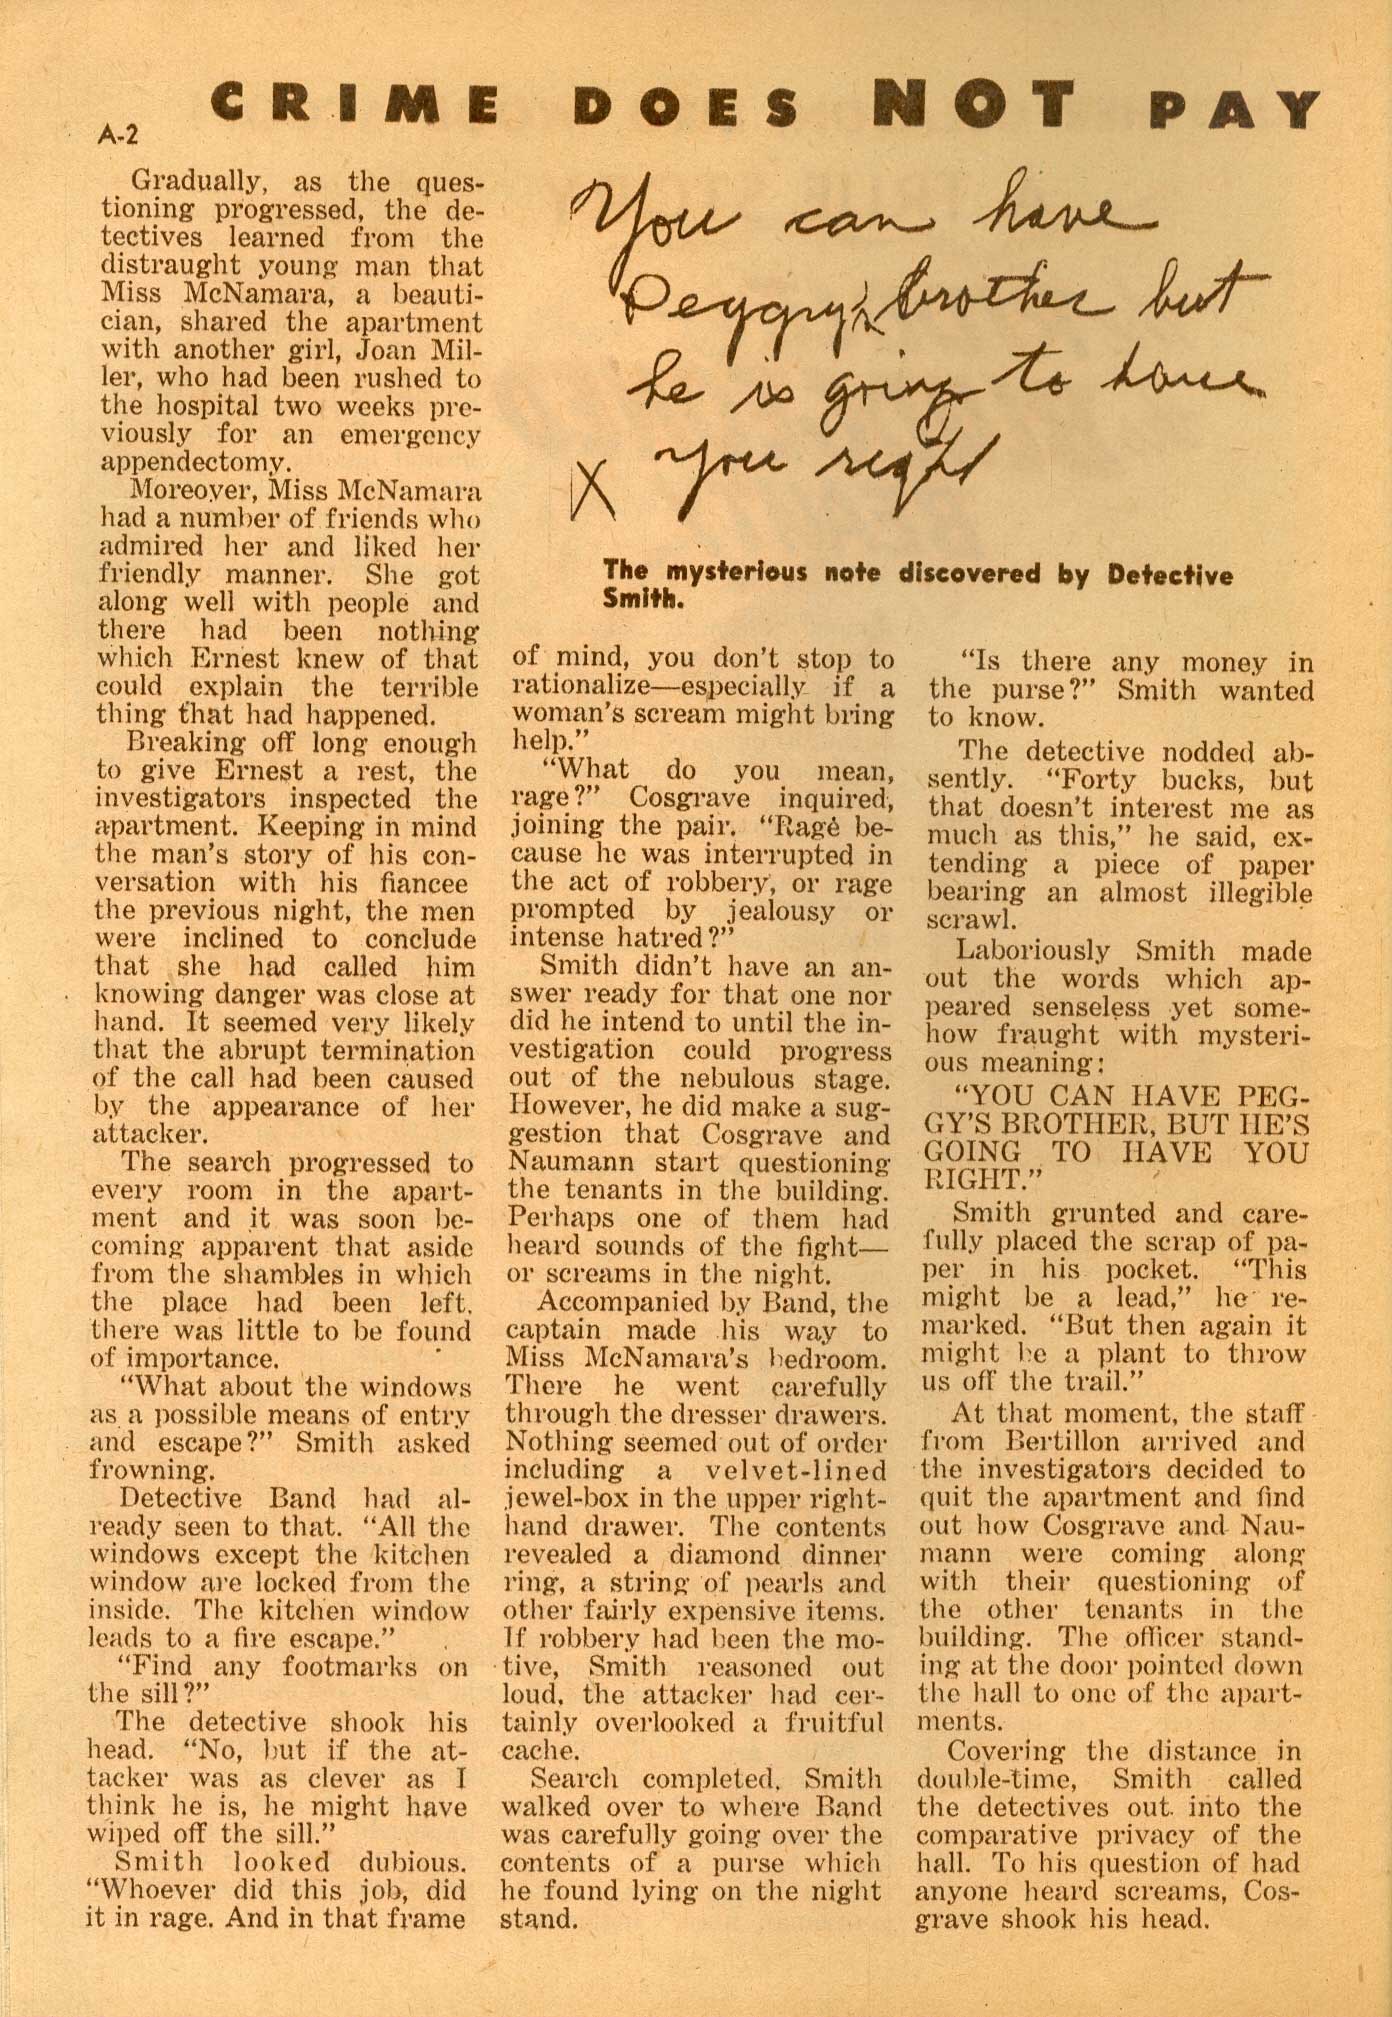 CRIME DOES NOT PAY
A-2
Gradually, as the ques-
tioning progressed, the de-
tectives learned from the
distraught young man that
Miss McNamara, a beauti-
cian, shared the apartment
with another girl, Joan Mil-
ler, who had been rushed to
the hospital two weeks pre-
viously for an emergency
appendectomy.
Moreover, Miss McNamara
had a number of friends who
admired her and liked her
friendly manner. She got
along well with people and
there had been nothing
which Ernest knew of that
could explain the terrible
thing that had happened.
Breaking off long enough
to give Ernest a rest, the
investigators inspected the
apartment. Keeping in mind
the man's story of his con-
versation with his fiancee
the previous night, the men
were inclined to conclude
that she had called him
knowing danger was close at
hand. It seemed very likely
that the abrupt termination
of the call had been caused
by the appearance of her
attacker.
The search progressed to
every room in the apart-
ment and it was soon be-
coming apparent that aside
from the shambles in which
the place had been left,
there was little to be found
of importance.
"What about the windows
as a possible means of entry
and escape?" Smith asked
frowning.
Detective Band had al-
ready seen to that. "All the
windows except the kitchen
window are locked from the
inside. The kitchen window
leads to a fire escape."
"Find any footmarks on
the sill?"
The detective shook his
head. "No, but if the at-
tacker was as clever as I
think he is, he might have
wiped off the sill."
Smith looked dubious.
"Whoever did this job, did
it in rage. And in that frame
You can have
Peggy's brother but
he is going to have
X you right
The mysterious note discovered by Detective
Smith.
of mind, you don't stop to
rationalize—especially if a
woman's scream might bring
help."
"What do you mean,
rage?" Cosgrave inquired,
joining the pair. "Rage be-
cause he was interrupted in
the act of robbery, or rage
prompted by jealousy or
intense hatred?"
Smith didn't have an an-
swer ready for that one nor
did he intend to until the in-
vestigation could progress
out of the nebulous stage.
However, he did make a sug-
gestion that Cosgrave and
Naumann start questioning
the tenants in the building.
Perhaps one of them had
heard sounds of the fight—
or screams in the night.
Accompanied by Band, the
captain made his way to
Miss McNamara's bedroom.
There he went carefully
through the dresser drawers.
Nothing seemed out of order
including a velvet-lined
jewel-box in the upper right-
hand drawer. The contents
revealed a diamond dinner
ring, a string of pearls and
other fairly expensive items.
If robbery had been the mo-
tive, Smith reasoned out
loud, the attacker had cer-
tainly overlooked a fruitful
cache.
Search completed, Smith
walked over to where Band
was carefully going over the
contents of a purse which
he found lying on the night
stand.
"Is there any money in
the purse?" Smith wanted
to know.
The detective nodded ab-
sently. "Forty bucks, but
that doesn't interest me as
much as this," he said, ex-
tending a piece of paper
bearing an almost illegible
scrawl.
Laboriously Smith made
out the words which ap-
peared senseless yet some-
how fraught with mysteri-
ous meaning:
"YOU CAN HAVE PEG-
GY'S BROTHER, BUT HE'S
GOING TO HAVE YOU
RIGHT."
Smith grunted and care-
fully placed the scrap of pa-
per in his pocket. "This
might be a lead," he re-
marked. "But then again it
might be a plant to throw
us off the trail."
At that moment, the staff
from Bertillon arrived and
the investigators decided to
quit the apartment and find
out how Cosgrave and Nau-
mann were coming along
with their questioning of
the other tenants in the
building. The officer stand-
ing at the door pointed down
the hall to one of the apart-
ments.
Covering the distance in
double-time, Smith called
the detectives out into the
comparative privacy of the
hall. To his question of had
anyone heard screams, Cos-
grave shook his head.